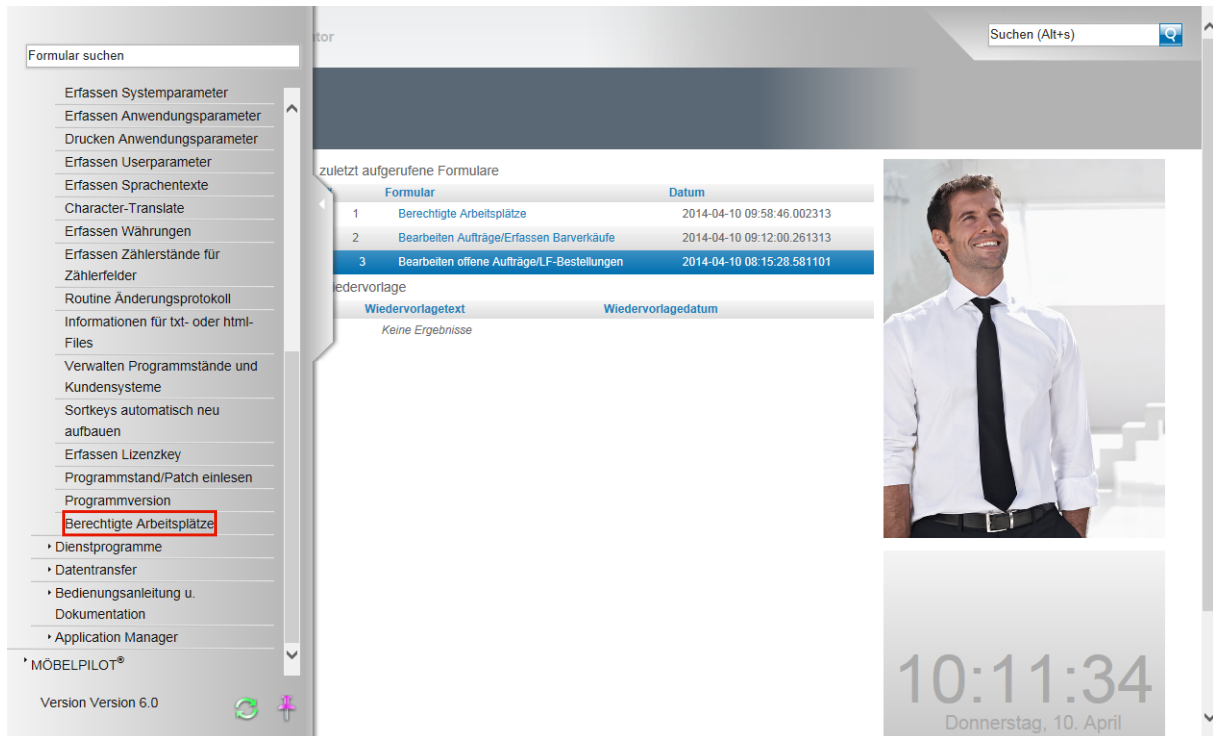 tor
Suchen (Alt+s)
Formular suchen
Erfassen Systemparameter
Erfassen Anwendungsparameter
Drucken Anwendungsparameter
Erfassen Userparameter
Erfassen Sprachentexte
Character-Translate
Erfassen Währungen
Erfassen Zählerstände für
Zählerfelder
Routine Änderungsprotokoll
Informationen für txt- oder html-
Files
Verwalten Programmstände und
Kundensysteme
Sortkeys automatisch neu
aufbauen
Erfassen Lizenzkey
Programmstand/Patch einlesen
Programmversion
Berechtigte Arbeitsplätze
Dienstprogramme
Datentransfer
Bedienungsanleitung u.
Dokumentation
Application Manager
MÖBELPILOT®
Version Version 6.0
zuletzt aufgerufene Formulare
Formular Datum
1 Berechtigte Arbeitsplätze 2014-04-10 09:58:46.002313
2 Bearbeiten Aufträge/Erfassen Barverkäufe 2014-04-10 09:12:00.261313
3 Bearbeiten offene Aufträge/LF-Bestellungen 2014-04-10 08:15:28.581101
iedervorlage
Wiedervorlagetext Wiedervorlagedatum
Keine Ergebnisse
10:11:34
Donnerstag, 10. April